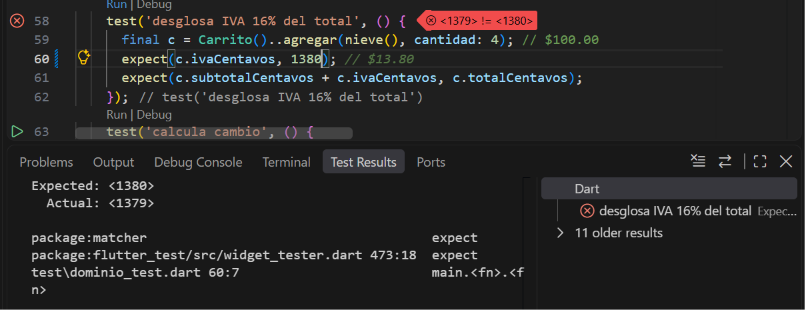 Run | Debug
58 test('desglosa IVA 16% del total', () { <1379> != <1380>
59 final c = Carrito()..agregar(nieve(), cantidad: 4); // $100.00
60 expect(c.ivaCentavos, 1380); // $13.80
61 expect(c.subtotalCentavos + c.ivaCentavos, c.totalCentavos);
62 }); // test('desglosa IVA 16% del total')
Run | Debug
63 test('calcula cambio', () {
Problems Output Debug Console Terminal Test Results Ports
Expected: <1380>
Actual: <1379>
package:matcher expect
package:flutter_test/src/widget_tester.dart 473:18 expect
test\dominio_test.dart 60:7 main.<fn>.<f
n>
Dart
desglosa IVA 16% del total Expec...
11 older results